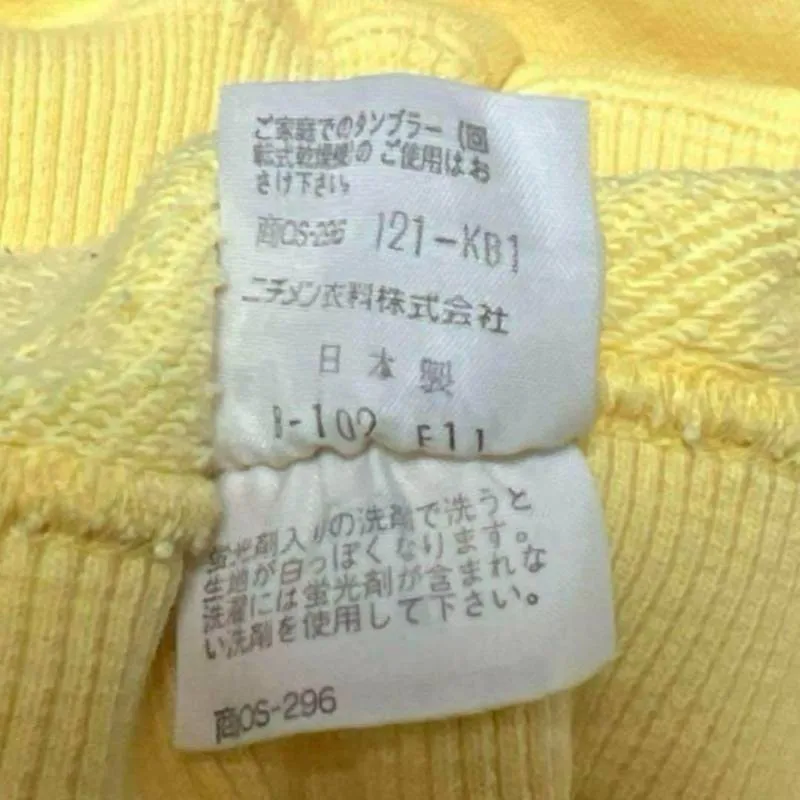 ご家庭でのタンブラー (回
転式乾燥機)の ご使用はお
さけ下さい。
商OS-296 121-KB1
ニチメン衣料株式会社
日本製
102 F11
蛍光剤入りの洗剤で洗うと
生地が白っぽくなります。
洗濯には蛍光剤が含まれな
い洗剤を使用して下さい。
商OS-296